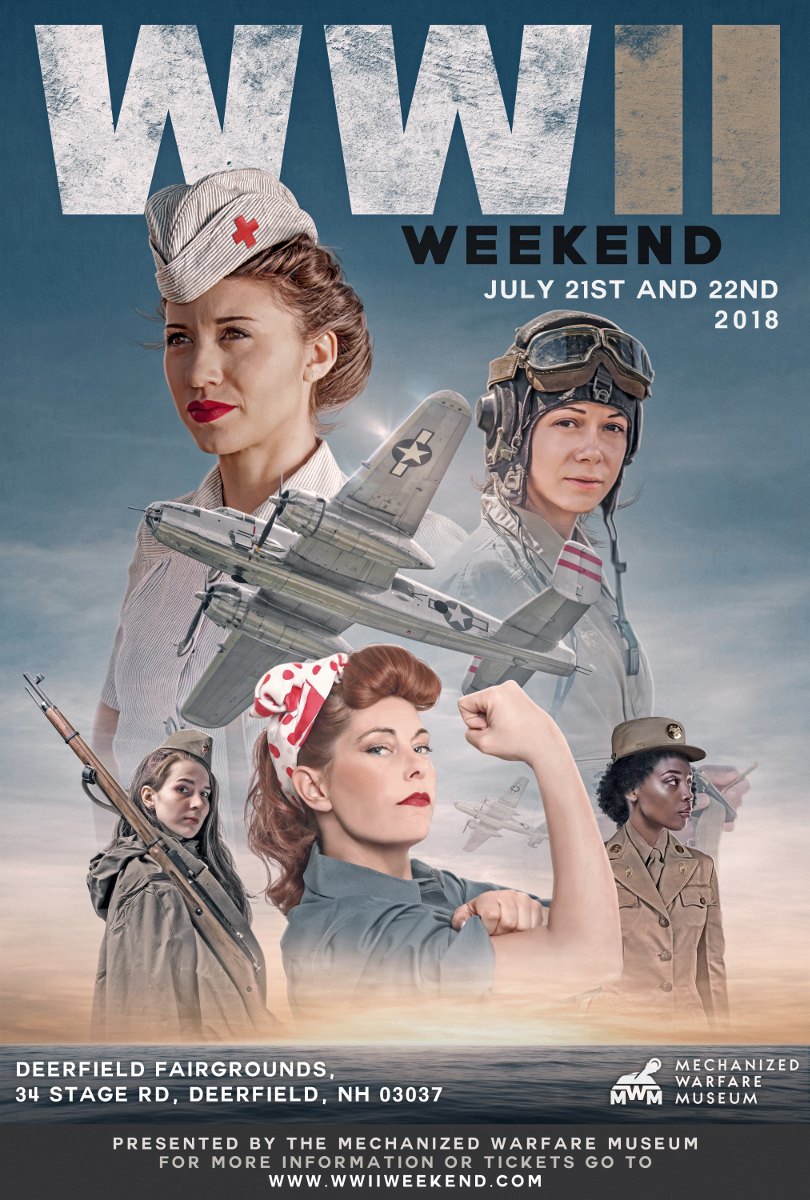 WWII
WEEKEND
JULY 21ST AND 22ND
2018
DEERFIELD FAIRGROUNDS,
34 STAGE RD, DEERFIELD, NH 03037
MWM
MECHANIZED
WARFARE
MUSEUM
PRESENTED BY THE MECHANIZED WARFARE MUSEUM
FOR MORE INFORMATION OR TICKETS GO TO
WWW.WWIIWEEKEND.COM